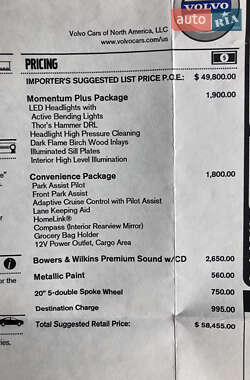 VOLVO
auto RIA
Volvo Cars of North America, LLC
www.volvocars.com/us
PRICING
IMPORTER'S SUGGESTED LIST PRICE P.O.E.: $ 49,800.00
Momentum Plus Package 1,900.00
LED Headlights with
Active Bending Lights
Thor's Hammer DRL
Headlight High Pressure Cleaning
Dark Flame Birch Wood Inlays
Illuminated Sill Plates
Interior High Level Illumination
Convenience Package 1,800.00
Park Assist Pilot
Front Park Assist
Adaptive Cruise Control with Pilot Assist
Lane Keeping Aid
HomeLink®
Compass (Interior Rearview Mirror)
Grocery Bag Holder
12V Power Outlet, Cargo Area
Bowers & Wilkins Premium Sound w/CD 2,650.00
or the
Metallic Paint 560.00
20" 5-double Spoke Wheel 750.00
Destination Charge 995.00
Total Suggested Retail Price: $ 58,455.00
ries.